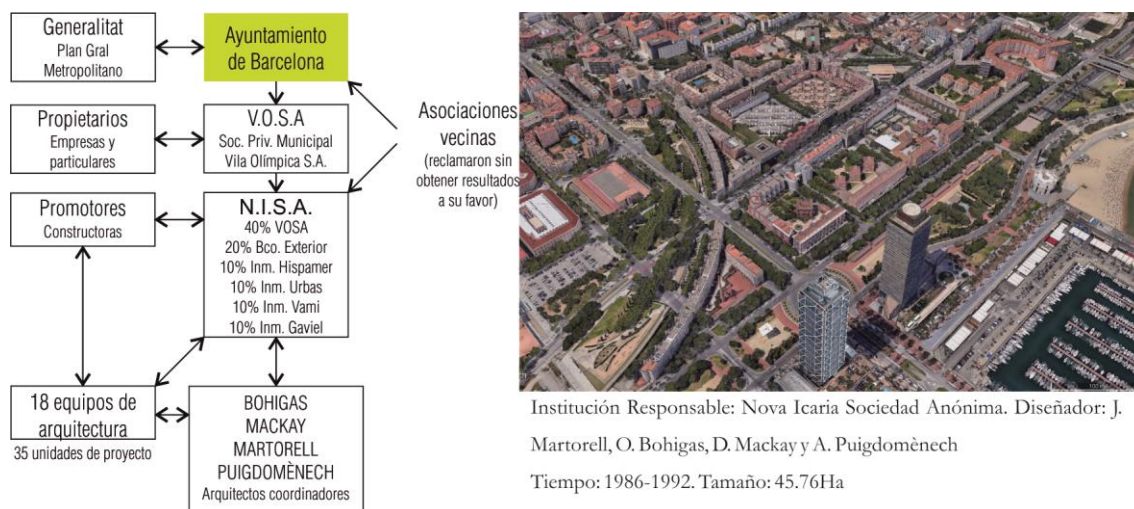 Generalitat
Plan Gral
Metropolitano
Ayuntamiento
de Barcelona
Propietarios
Empresas y
particulares
V.O.S.A
Soc. Priv. Municipal
Vila Olímpica S.A.
Asociaciones
vecinas
(reclamaron sin
obtener resultados
a su favor)
Promotores
Constructoras
N.I.S.A.
40% VOSA
20% Bco. Exterior
10% Inm. Hispamer
10% Inm. Urbas
10% Inm. Vami
10% Inm. Gaviel
18 equipos de
arquitectura
35 unidades de proyecto
BOHIGAS
MACKAY
MARTORELL
PUIGDOMÈNECH
Arquitectos coordinadores
Institución Responsable: Nova Icaria Sociedad Anónima. Diseñador: J.
Martorell, O. Bohigas, D. Mackay y A. Puigdomènech
Tiempo: 1986-1992. Tamaño: 45.76Ha